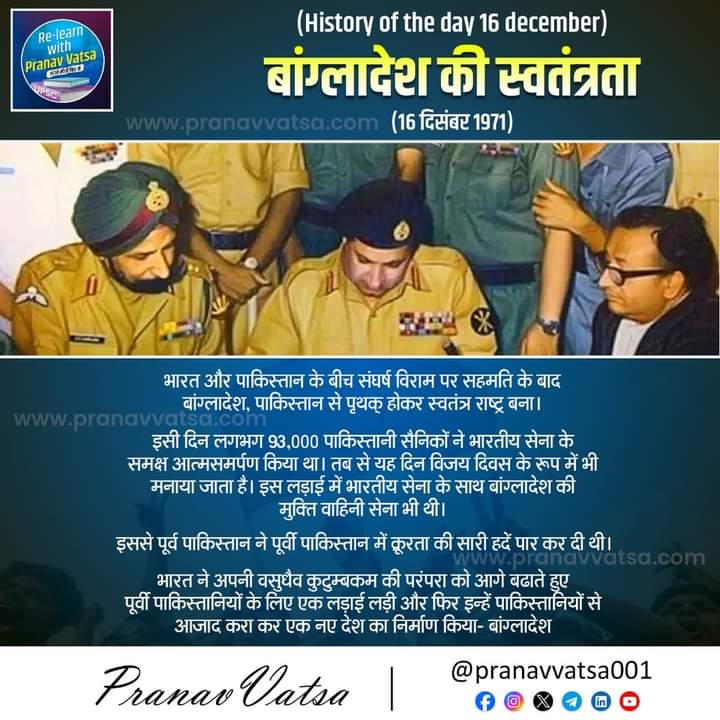 Re-learn
with
Pranav Vatsa
UPSC
(History of the day 16 december)
बांग्लादेश की स्वतंत्रता
www.pranavvatsa.com (16 दिसंबर 1971)
भारत और पाकिस्तान के बीच संघर्ष विराम पर सहमति के बाद
बांग्लादेश, पाकिस्तान से पृथक् होकर स्वतंत्र राष्ट्र बना।
www.pranavvatsa.com
इसी दिन लगभग 93,000 पाकिस्तानी सैनिकों ने भारतीय सेना के
समक्ष आत्मसमर्पण किया था। तब से यह दिन विजय दिवस के रूप में भी
मनाया जाता है। इस लड़ाई में भारतीय सेना के साथ बांग्लादेश की
मुक्ति वाहिनी सेना भी थी।
इससे पूर्व पाकिस्तान ने पूर्वी पाकिस्तान में क्रूरता की सारी हदें पार कर दी थी।
www.pranavvatsa.com
भारत ने अपनी वसुधैव कुटुम्बकम की परंपरा को आगे बढाते हुए
पूर्वी पाकिस्तानियों के लिए एक लड़ाई लड़ी और फिर इन्हें पाकिस्तानियों से
आजाद करा कर एक नए देश का निर्माण किया- बांग्लादेश
Pranav Vatsa
@pranavvatsa001